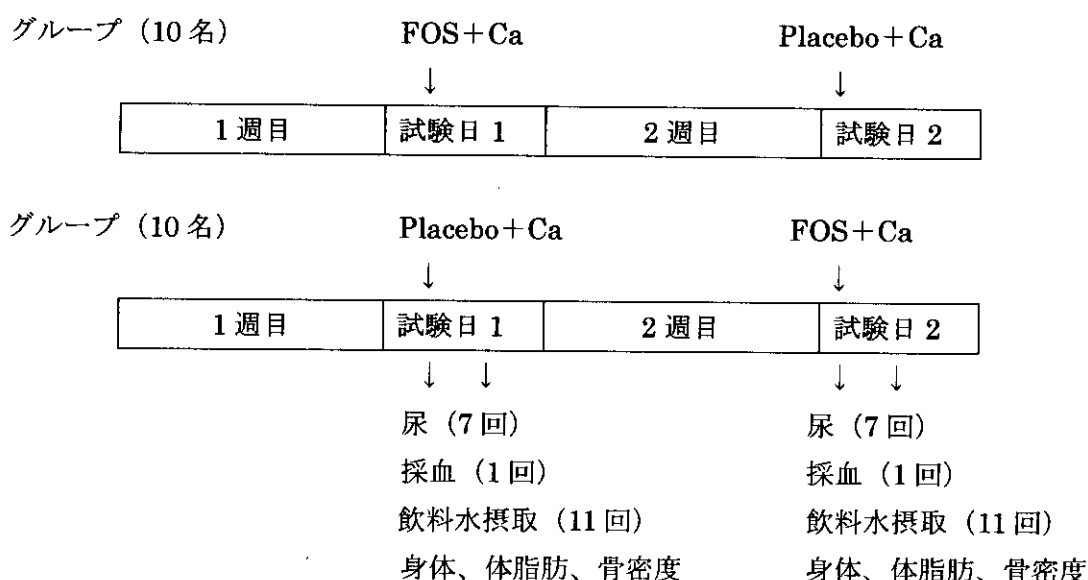 グループ（10名） FOS＋Ca Placebo＋Ca
↓ ↓
1週目 試験日1 2週目 試験日2
グループ（10名） Placebo＋Ca FOS＋Ca
↓ ↓
1週目 試験日1 2週目 試験日2
↓ ↓ ↓ ↓
尿（7回） 尿（7回）
採血（1回） 採血（1回）
飲料水摂取（11回） 飲料水摂取（11回）
身体、体脂肪、骨密度 身体、体脂肪、骨密度